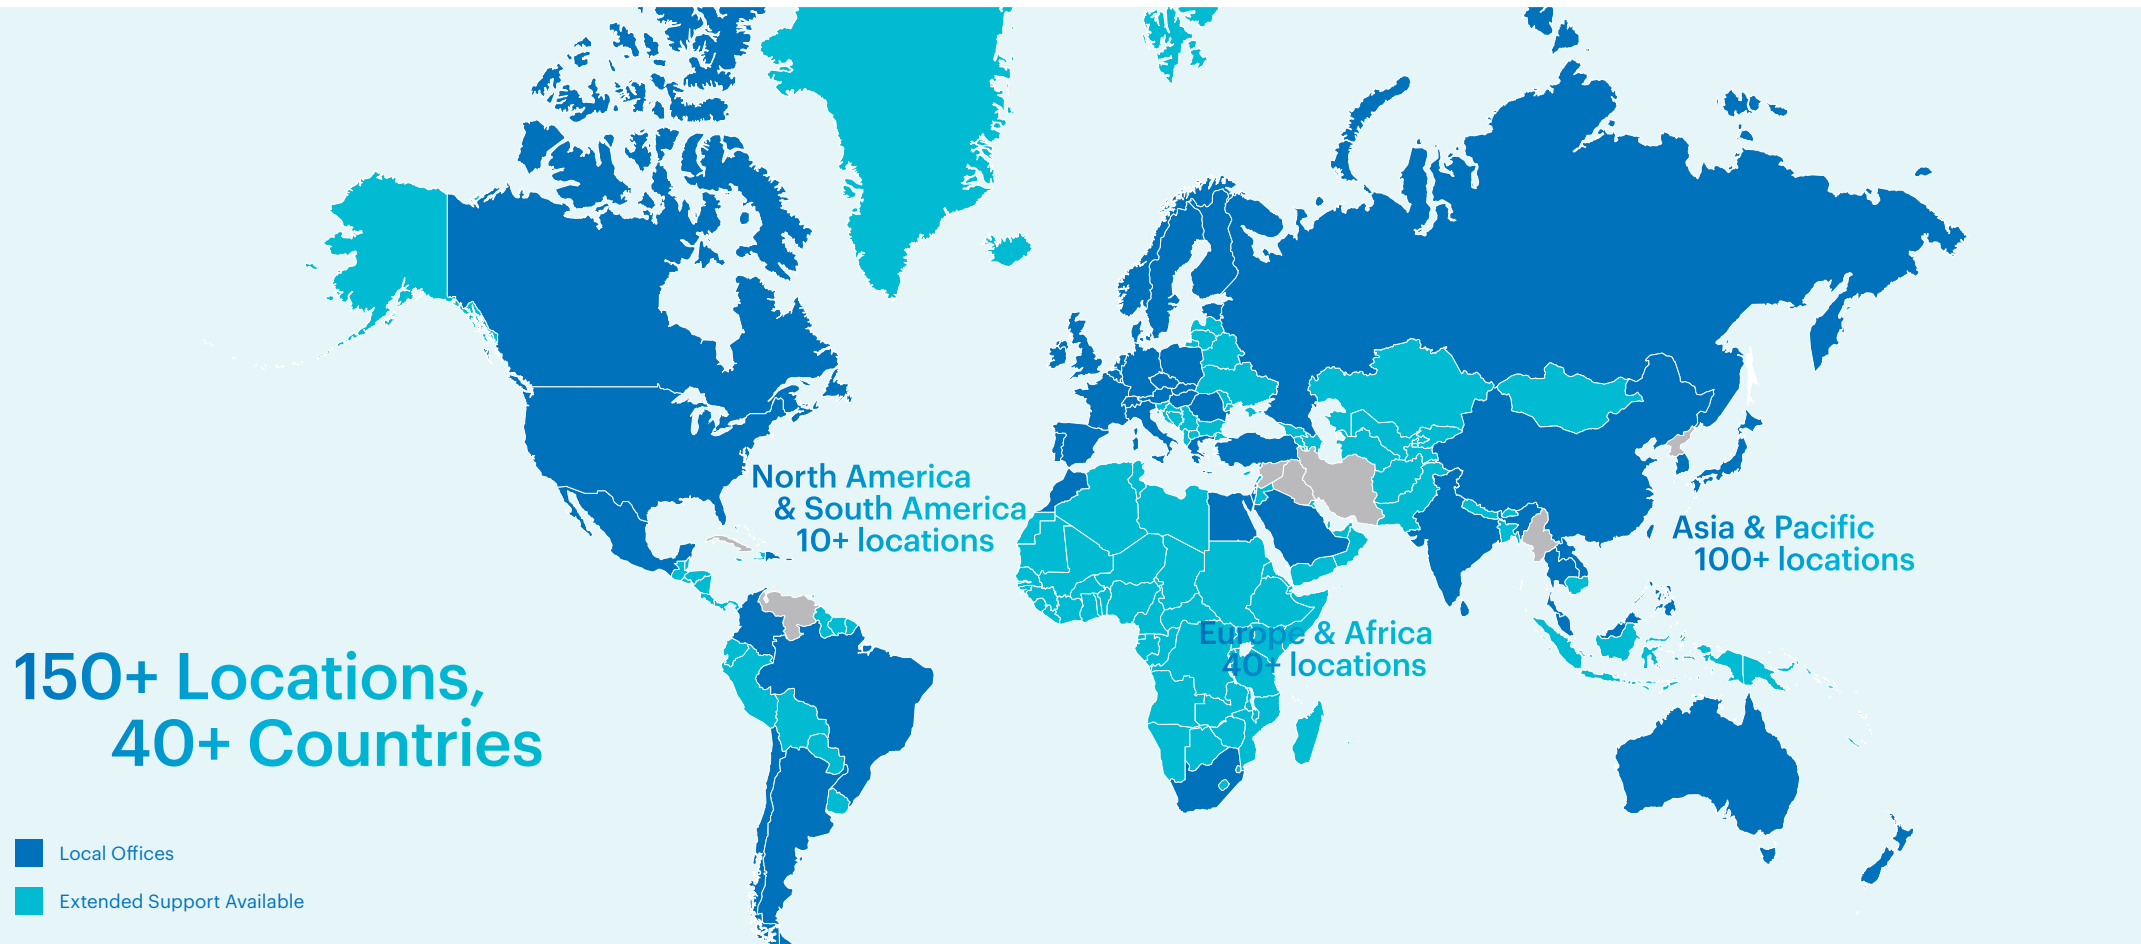 North America
& South America
10+ locations
Asia & Pacific
100+ locations
Europe & Africa
40+ locations
150+ Locations,
40+ Countries
Local Offices
Extended Support Available